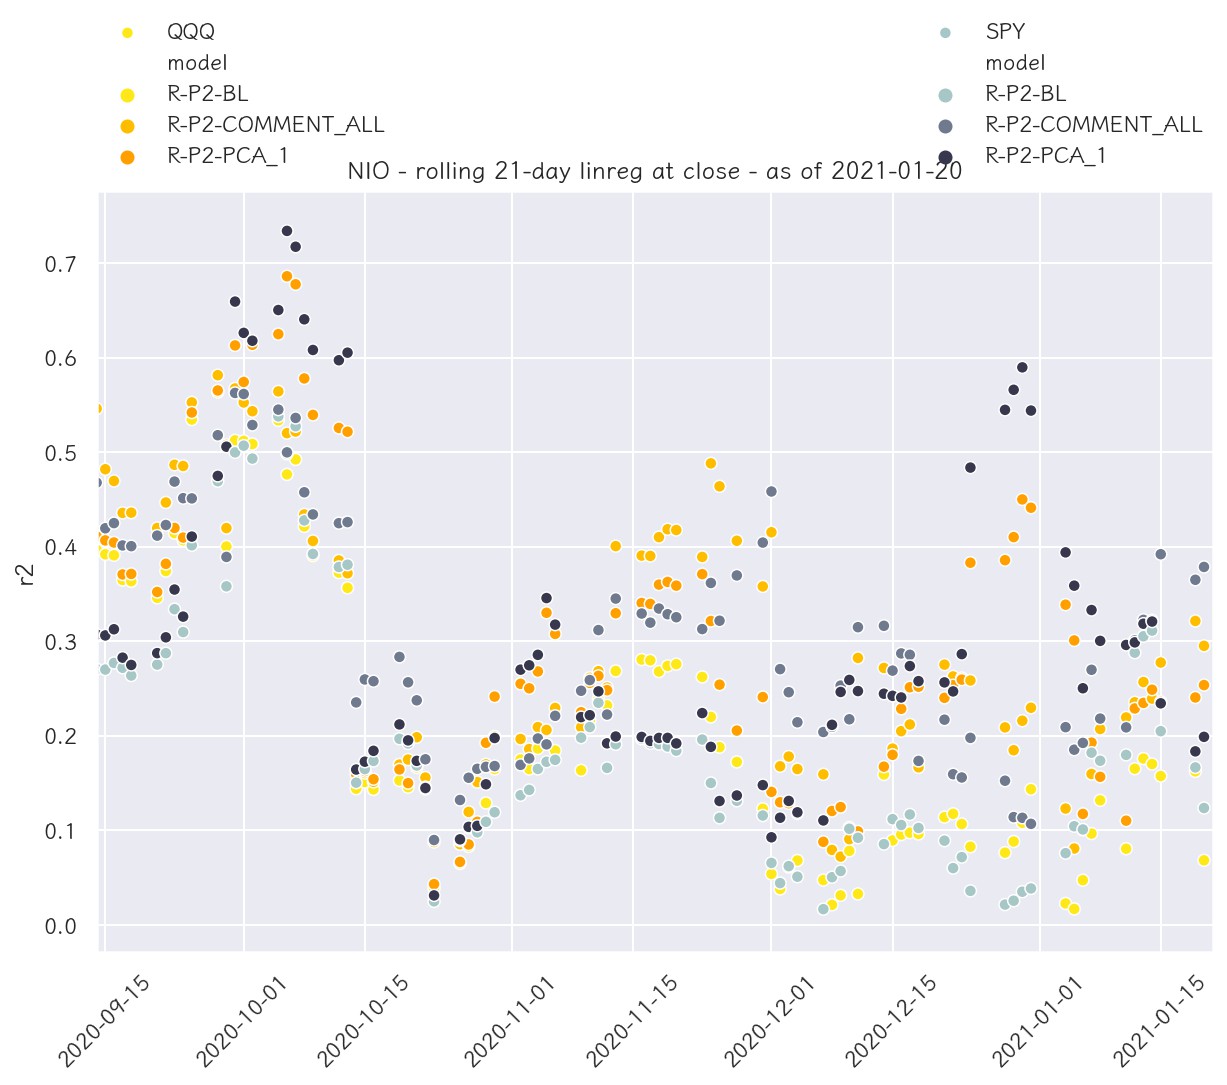 QQQ
model
R-P2-BL
R-P2-COMMENT_ALL
R-P2-PCA_1
SPY
model
R-P2-BL
R-P2-COMMENT_ALL
R-P2-PCA_1
NIO - rolling 21-day linreg at close - as of 2021-01-20
r2
0.7
0.6
0.5
0.4
0.3
0.2
0.1
0.0
2020-09-15
2020-10-01
2020-10-15
2020-11-01
2020-11-15
2020-12-01
2020-12-15
2021-01-01
2021-01-15